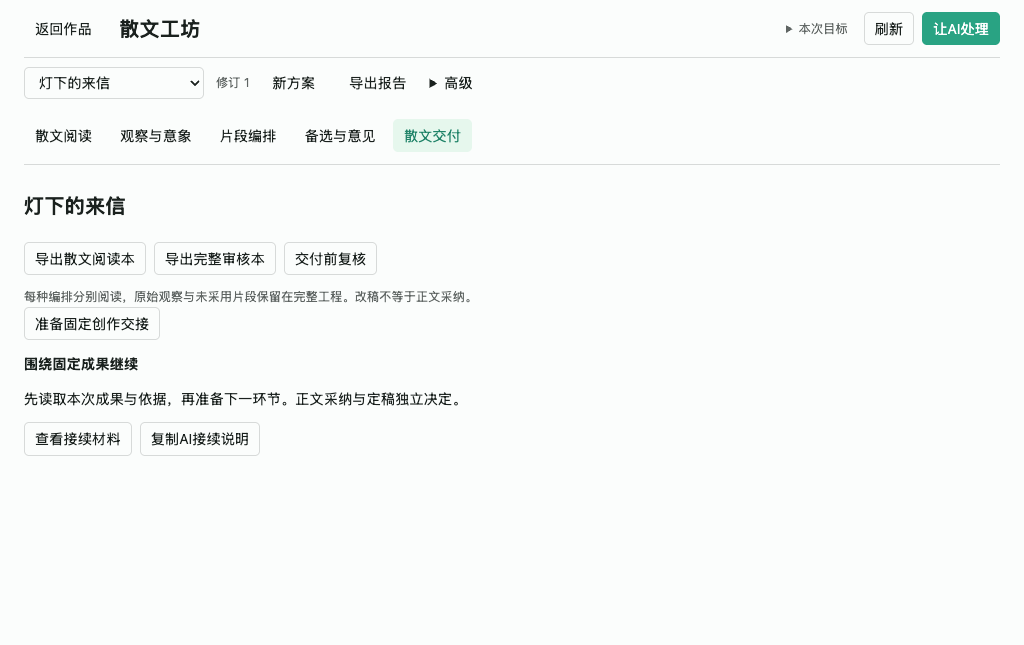 返回作品 散文工坊 ▶ 本次目标 刷新 让AI处理
灯下的来信 修订 1 新方案 导出报告 ▶ 高级
散文阅读 观察与意象 片段编排 备选与意见 散文交付
灯下的来信
导出散文阅读本 导出完整审核本 交付前复核
每种编排分别阅读，原始观察与未采用片段保留在完整工程。改稿不等于正文采纳。
准备固定创作交接
围绕固定成果继续
先读取本次成果与依据，再准备下一环节。正文采纳与定稿独立决定。
查看接续材料 复制AI接续说明